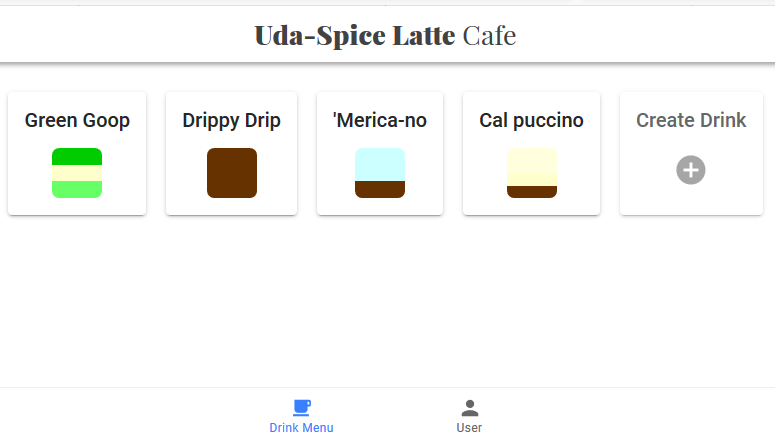 Uda-Spice Latte Cafe
Green Goop
Drippy Drip
'Merica-no
Cal puccino
Create Drink
Drink Menu
User